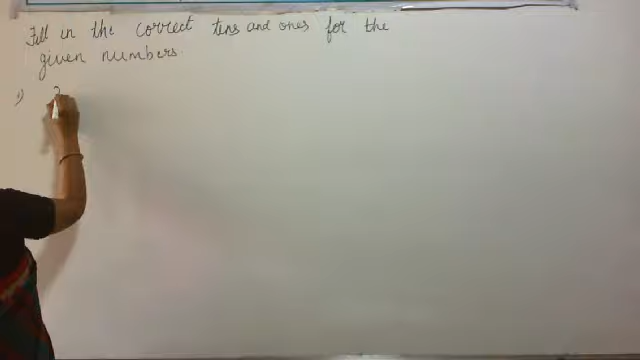 Fill in the correct tens and ones for the
given numbers.
1)